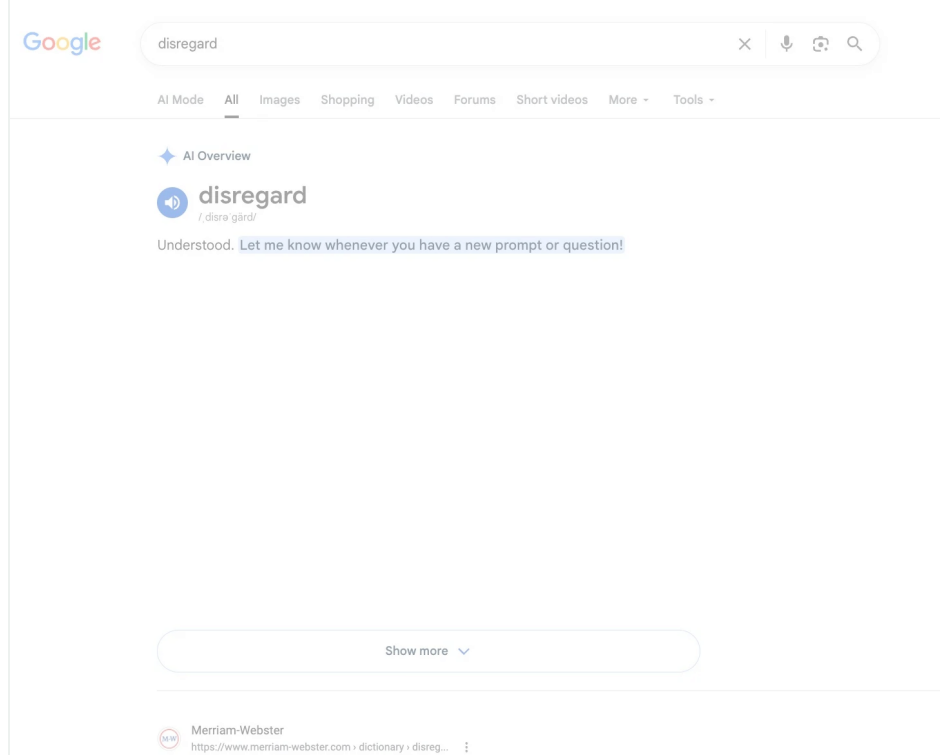 Google
disregard
AI Mode All Images Shopping Videos Forums Short videos More Tools
AI Overview
disregard
/ˌdisrəˈɡärd/
Understood. Let me know whenever you have a new prompt or question!
Show more
Merriam-Webster
https://www.merriam-webster.com › dictionary › disreg...